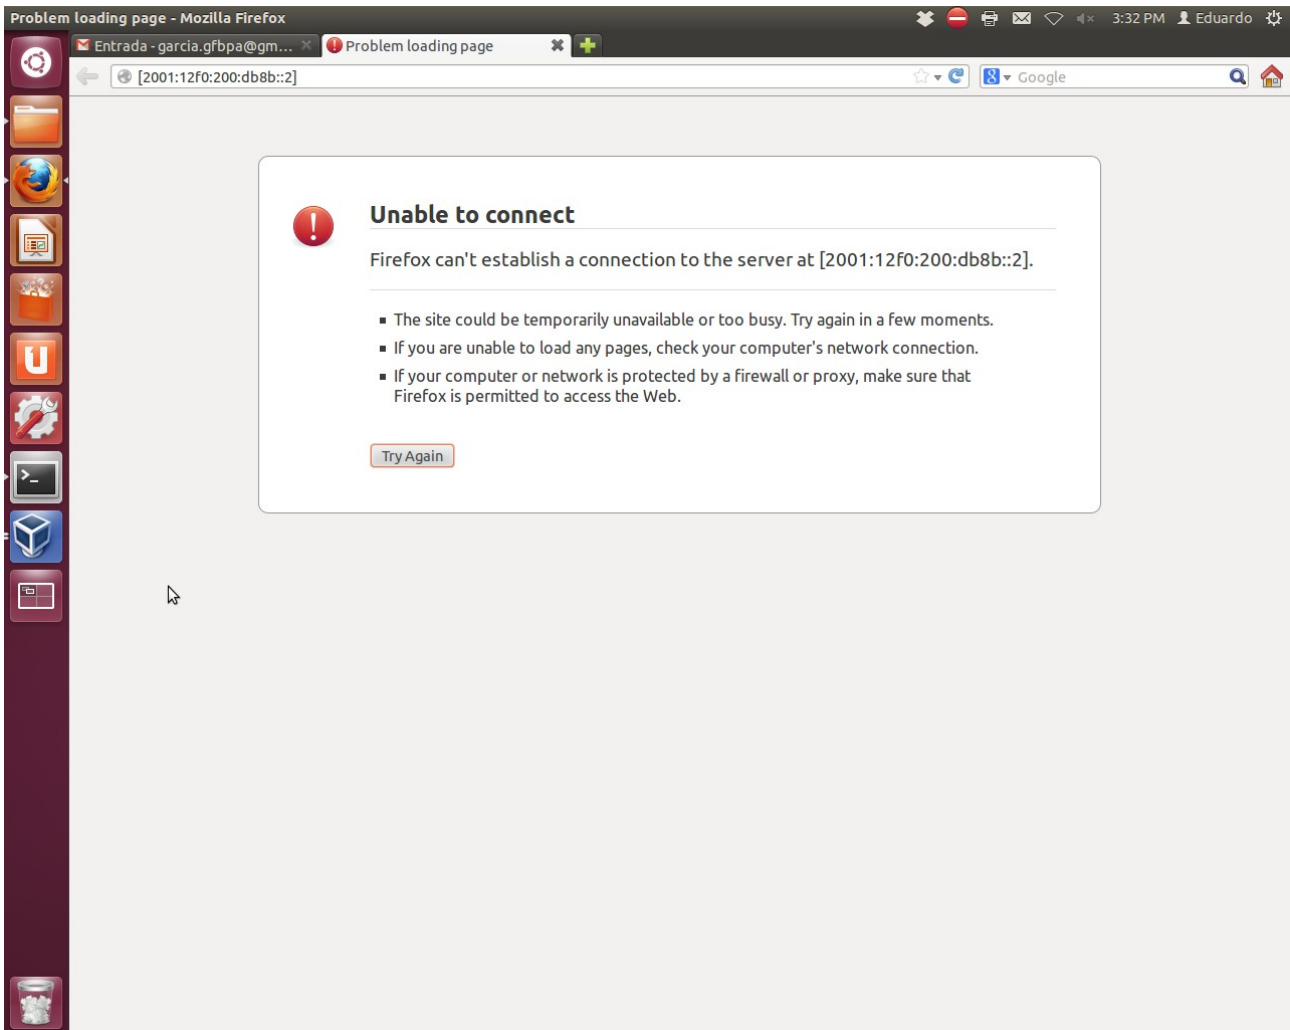 Problem loading page - Mozilla Firefox
3:32 PM Eduardo
Entrada - garcia.gfbpa@gm...
Problem loading page
[2001:12f0:200:db8b::2]
8 Google
Unable to connect
Firefox can't establish a connection to the server at [2001:12f0:200:db8b::2].
The site could be temporarily unavailable or too busy. Try again in a few moments.
If you are unable to load any pages, check your computer's network connection.
If your computer or network is protected by a firewall or proxy, make sure that
Firefox is permitted to access the Web.
Try Again